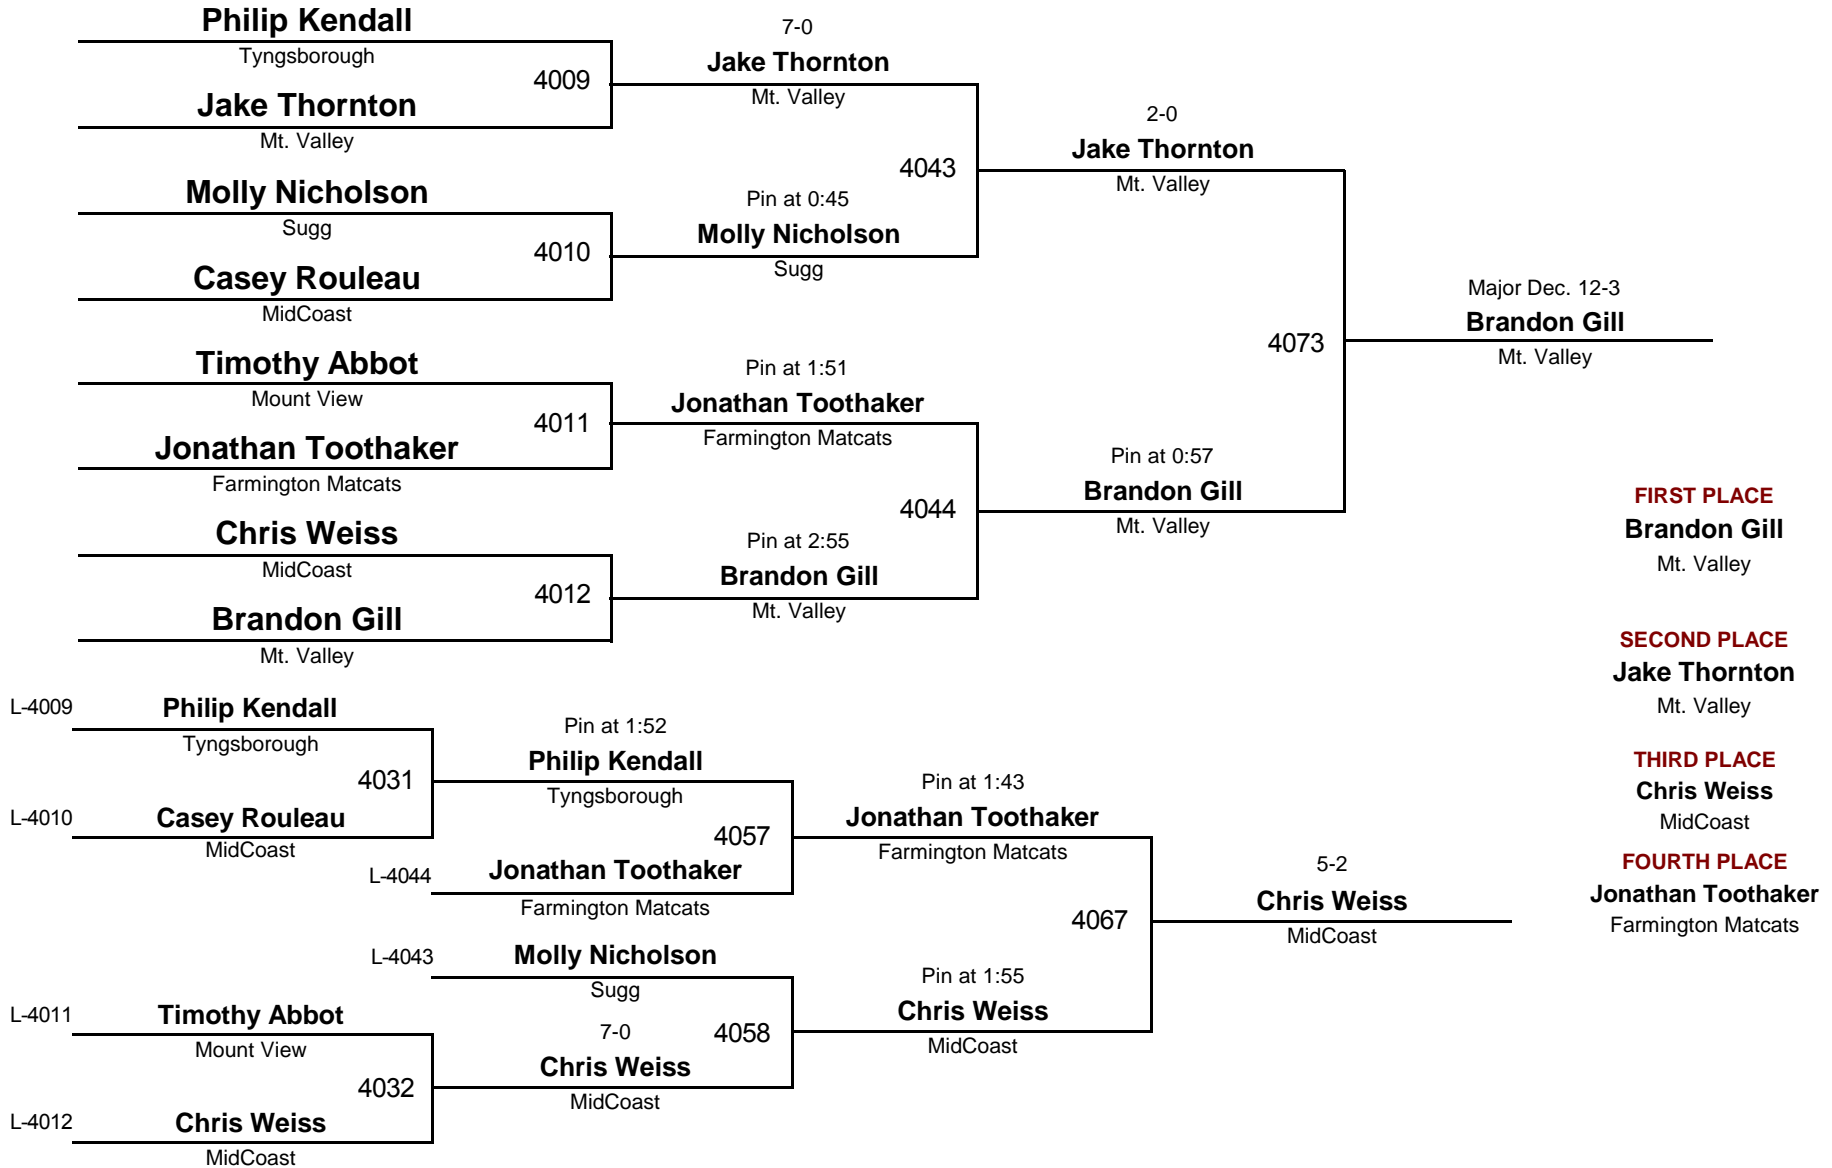 Philip Kendall
Tyngsborough
4009
Jake Thornton
Mt. Valley
7-0
Jake Thornton
Mt. Valley
Molly Nicholson
Sugg
4010
Casey Rouleau
MidCoast
Pin at 0:45
Molly Nicholson
Sugg
4043
2-0
Jake Thornton
Mt. Valley
Timothy Abbot
Mount View
4011
Jonathan Toothaker
Farmington Matcats
Pin at 1:51
Jonathan Toothaker
Farmington Matcats
Chris Weiss
MidCoast
4012
Brandon Gill
Mt. Valley
Pin at 2:55
Brandon Gill
Mt. Valley
4044
Pin at 0:57
Brandon Gill
Mt. Valley
4073
Major Dec. 12-3
Brandon Gill
Mt. Valley
FIRST PLACE
Brandon Gill
Mt. Valley
SECOND PLACE
Jake Thornton
Mt. Valley
THIRD PLACE
Chris Weiss
MidCoast
FOURTH PLACE
Jonathan Toothaker
Farmington Matcats
L-4009
Philip Kendall
Tyngsborough
4031
L-4010
Casey Rouleau
MidCoast
Pin at 1:52
Philip Kendall
Tyngsborough
4057
L-4044
Jonathan Toothaker
Farmington Matcats
Pin at 1:43
Jonathan Toothaker
Farmington Matcats
L-4043
Molly Nicholson
Sugg
4058
L-4011
Timothy Abbot
Mount View
4032
L-4012
Chris Weiss
MidCoast
7-0
Chris Weiss
MidCoast
Pin at 1:55
Chris Weiss
MidCoast
4067
5-2
Chris Weiss
MidCoast